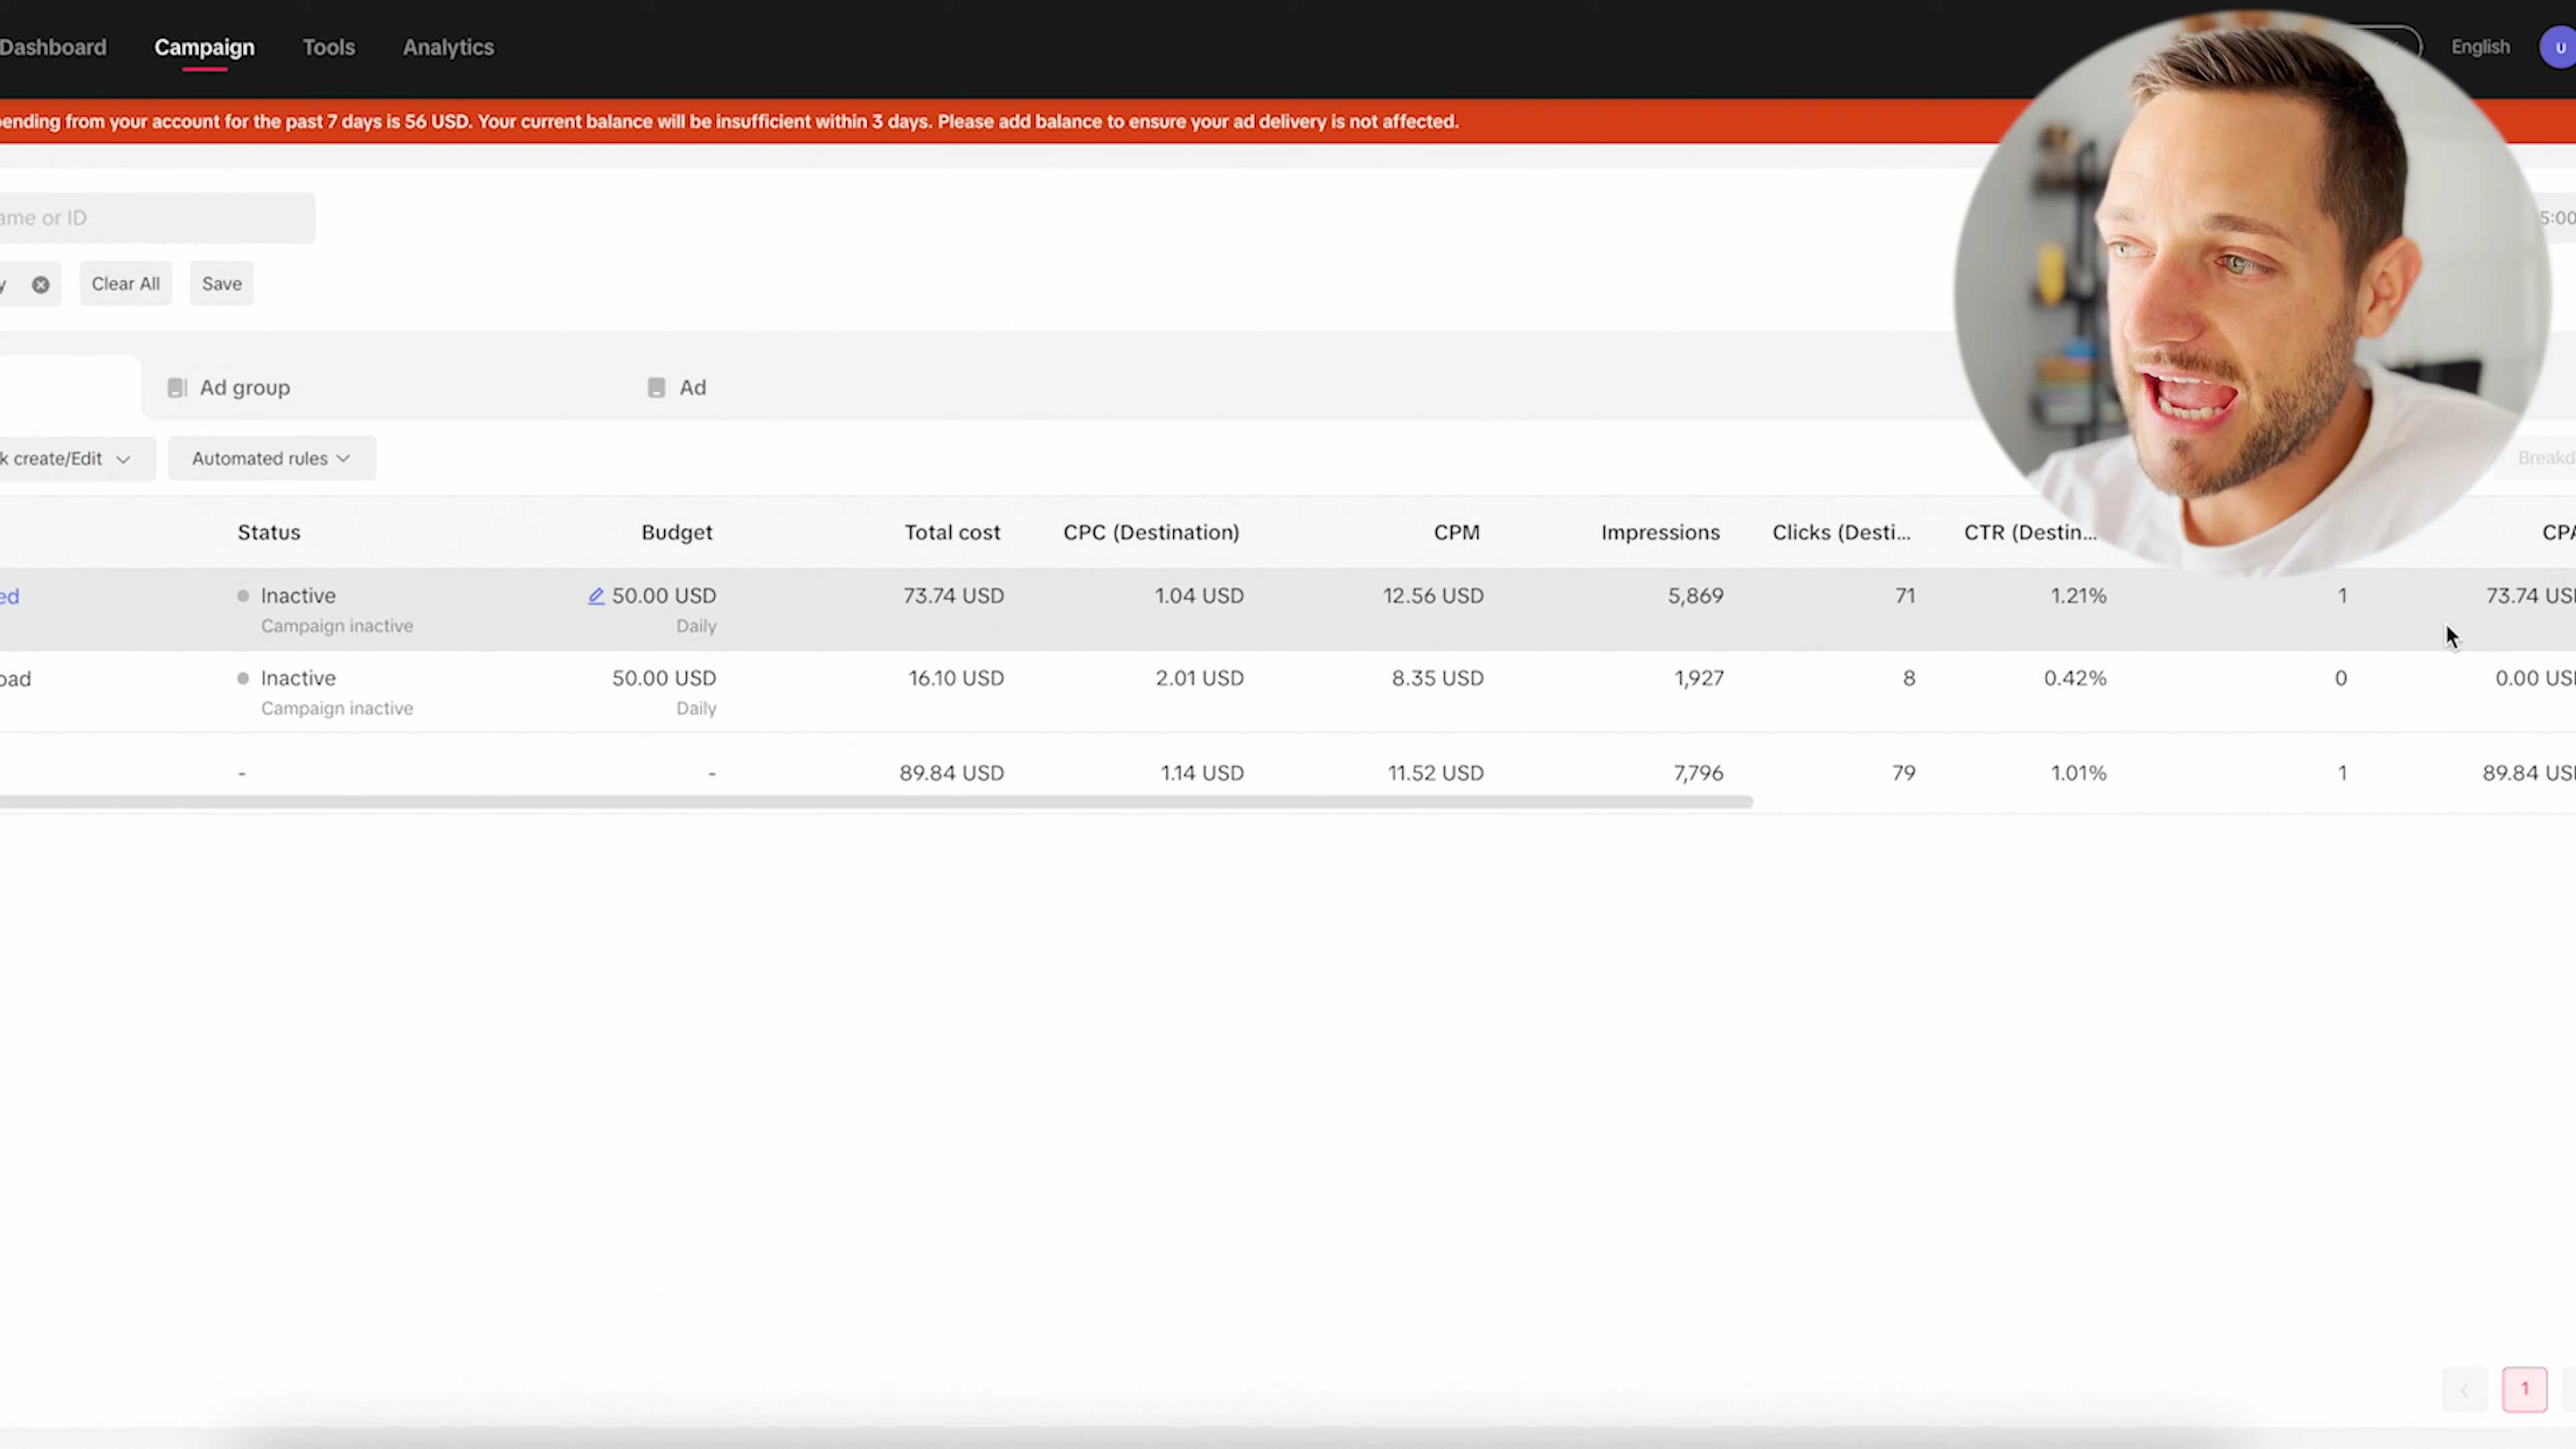 Dashboard Campaign Tools Analytics English U
pending from your account for the past 7 days is 56 USD. Your current balance will be insufficient within 3 days. Please add balance to ensure your ad delivery is not affected.
ame or ID 5:00
y Clear All Save
Ad group Ad
k create/Edit Automated rules Breakd
Status Budget Total cost CPC (Destination) CPM Impressions Clicks (Desti... CTR (Destin... CPA
ed Inactive 50.00 USD 73.74 USD 1.04 USD 12.56 USD 5,869 71 1.21% 1 73.74 USD
Campaign inactive Daily
oad Inactive 50.00 USD 16.10 USD 2.01 USD 8.35 USD 1,927 8 0.42% 0 0.00 USD
Campaign inactive Daily
- - 89.84 USD 1.14 USD 11.52 USD 7,796 79 1.01% 1 89.84 USD
1